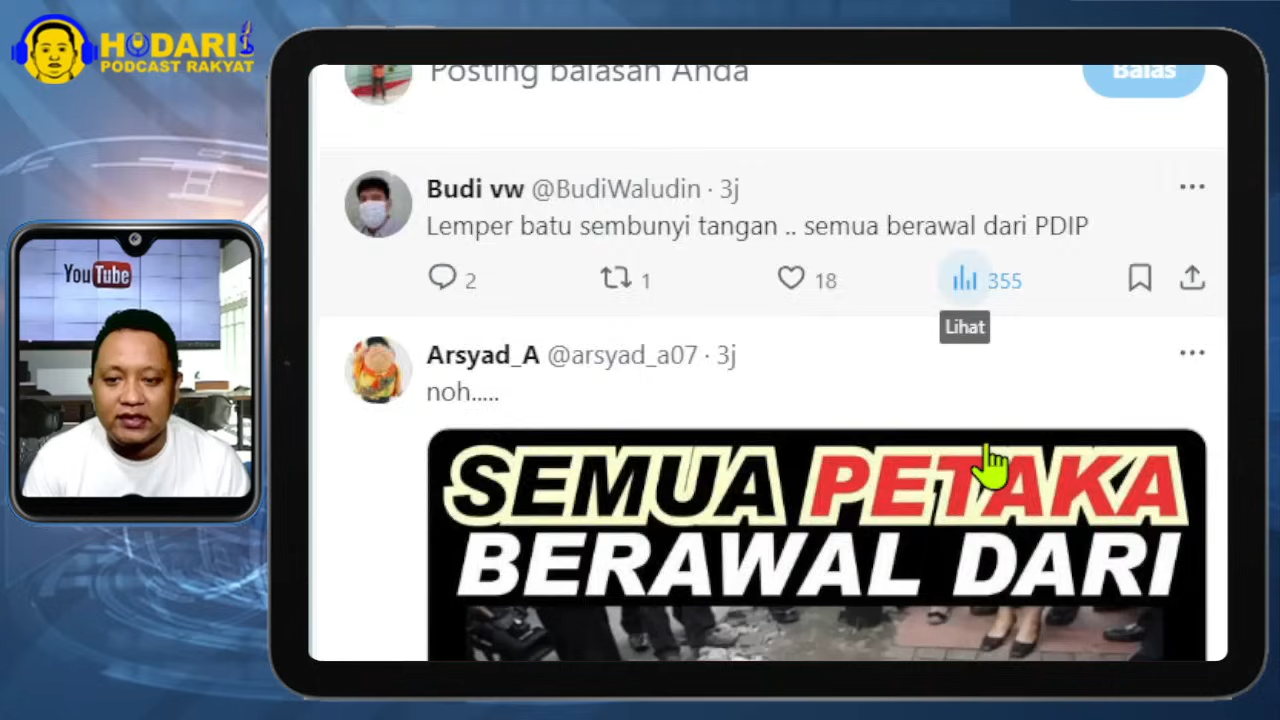 HODARI
PODCAST RAKYAT
YouTube
Posting balasan Anda
Balas
Budi vw @BudiWaludin · 3j
Lemper batu sembunyi tangan .. semua berawal dari PDIP
2 1 18 355
Lihat
Arsyad_A @arsyad_a07 · 3j
noh.....
SEMUA PETAKA
BERAWAL DARI